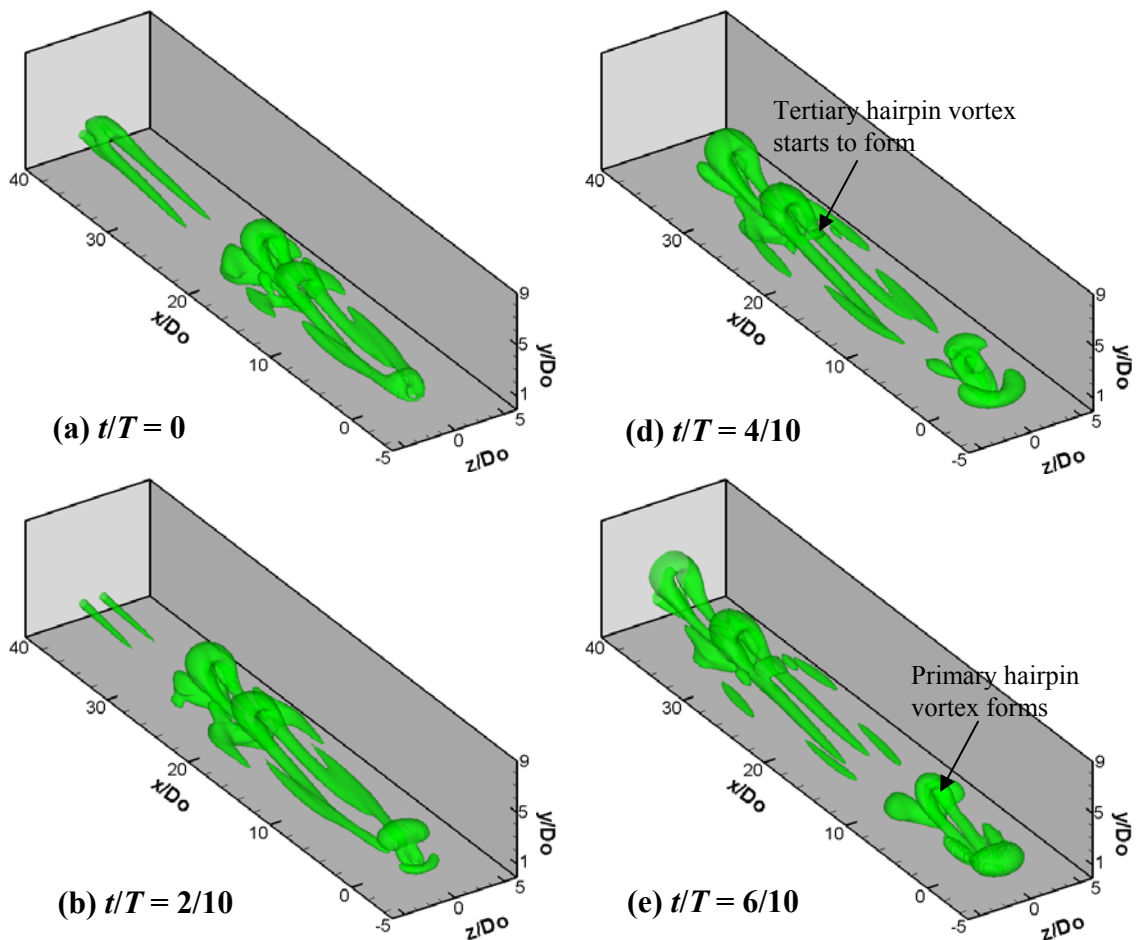 40
30
20
10
0
x/Do
9
5
1
y/Do
-5
0
5
z/Do
(a) t/T = 0
Tertiary hairpin vortex
starts to form
40
30
20
10
0
x/Do
9
5
1
y/Do
-5
0
5
z/Do
(d) t/T = 4/10
40
30
20
10
0
x/Do
9
5
1
y/Do
-5
0
5
z/Do
(b) t/T = 2/10
Primary hairpin
vortex forms
40
30
20
10
0
x/Do
9
5
1
y/Do
-5
0
5
z/Do
(e) t/T = 6/10